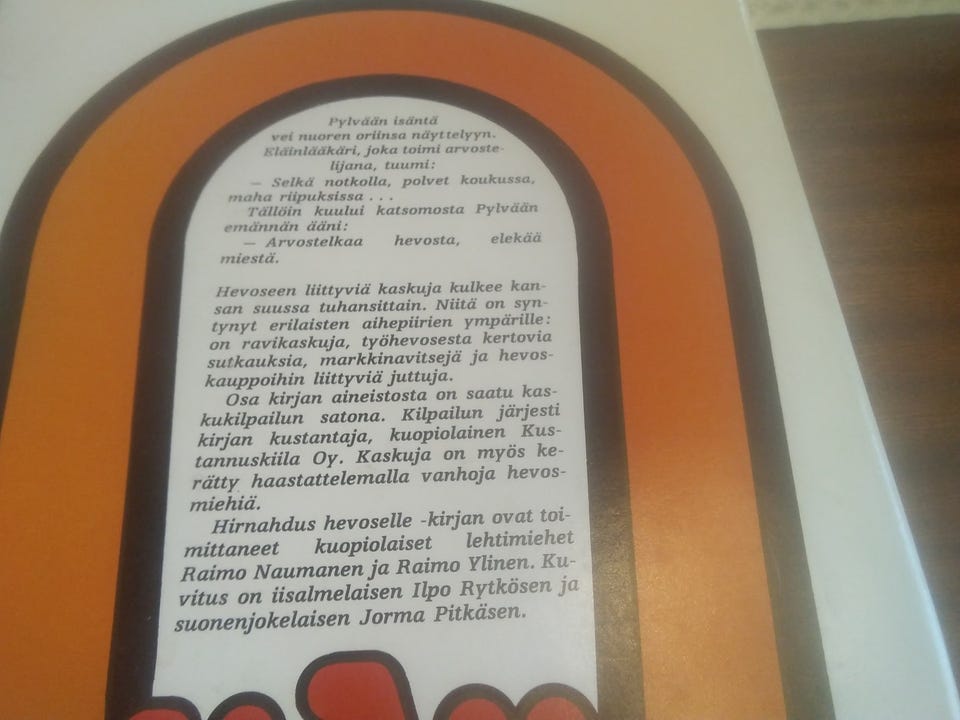 Pylvään isäntä
vei nuoren oriinsa näyttelyyn.
Eläinlääkäri, joka toimi arvoste-
lijana, tuumi:
— Selkä notkolla, polvet koukussa,
maha riipuksissa . . .
Tällöin kuului katsomosta Pylvään
emännän ääni:
— Arvostelkaa hevosta, elekää
miestä.
Hevoseen liittyviä kaskuja kulkee kan-
san suussa tuhansittain. Niitä on syn-
tynyt erilaisten aihepiirien ympärille:
on ravikaskuja, työhevosesta kertovia
sutkauksia, markkinavitsejä ja hevos-
kauppoihin liittyviä juttuja.
Osa kirjan aineistosta on saatu kas-
kukilpailun satona. Kilpailun järjesti
kirjan kustantaja, kuopiolainen Kus-
tannuskiila Oy. Kaskuja on myös ke-
rätty haastattelemalla vanhoja hevos-
miehiä.
Hirnahdus hevoselle -kirjan ovat toi-
mittaneet kuopiolaiset lehtimiehet
Raimo Naumanen ja Raimo Ylinen. Ku-
vitus on iisalmelaisen Ilpo Rytkösen ja
suonenjokelaisen Jorma Pitkäsen.